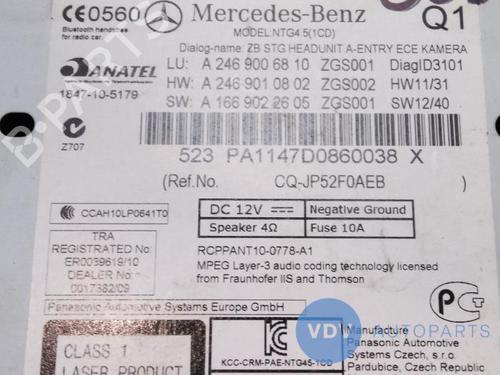 CE0560 Mercedes-Benz Q1
Bluetooth handsfree for radio car. MODEL NTG4 5(1CD)
Dialog-name: ZB STG HEADUNIT A-ENTRY ECE KAMERA
ANATEL LU: A 246 900 68 10 ZGS001 DiagID3101
1847-10-5179 HW: A 246 901 08 02 ZGS002 HW11/31
SW: A 166 902 26 05 ZGS001 SW12/40
Z707
523 PA1147D0860038 X
(Ref.No. CQ-JP52F0AEB )
CCAH10LP0641T0
DC 12V Negative Ground
Speaker 4Ω Fuse 10A
TRA
REGISTRATED No:
ER0039619/10
DEALER No:
0017382/09
RCPPANT10-0778-A1
MPEG Layer-3 audio coding technology licensed
from Fraunhofer IIS and Thomson
Panasonic Automotive Systems Europe GmbH
CLASS 1
LASER PRODUCT
KC
KCC-CRM-PAE-NTG45-1CD
Manufacture
Panasonic Automotive
Systems Czech, s.r.o.
Pardubice, Czech Republic
VDI AUTOPARTS
B-PARTS